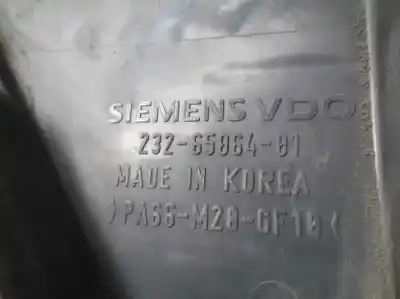 SIEMENS VDO
232-65864-01
MADE IN KOREA
>PA66-M20-GF10<